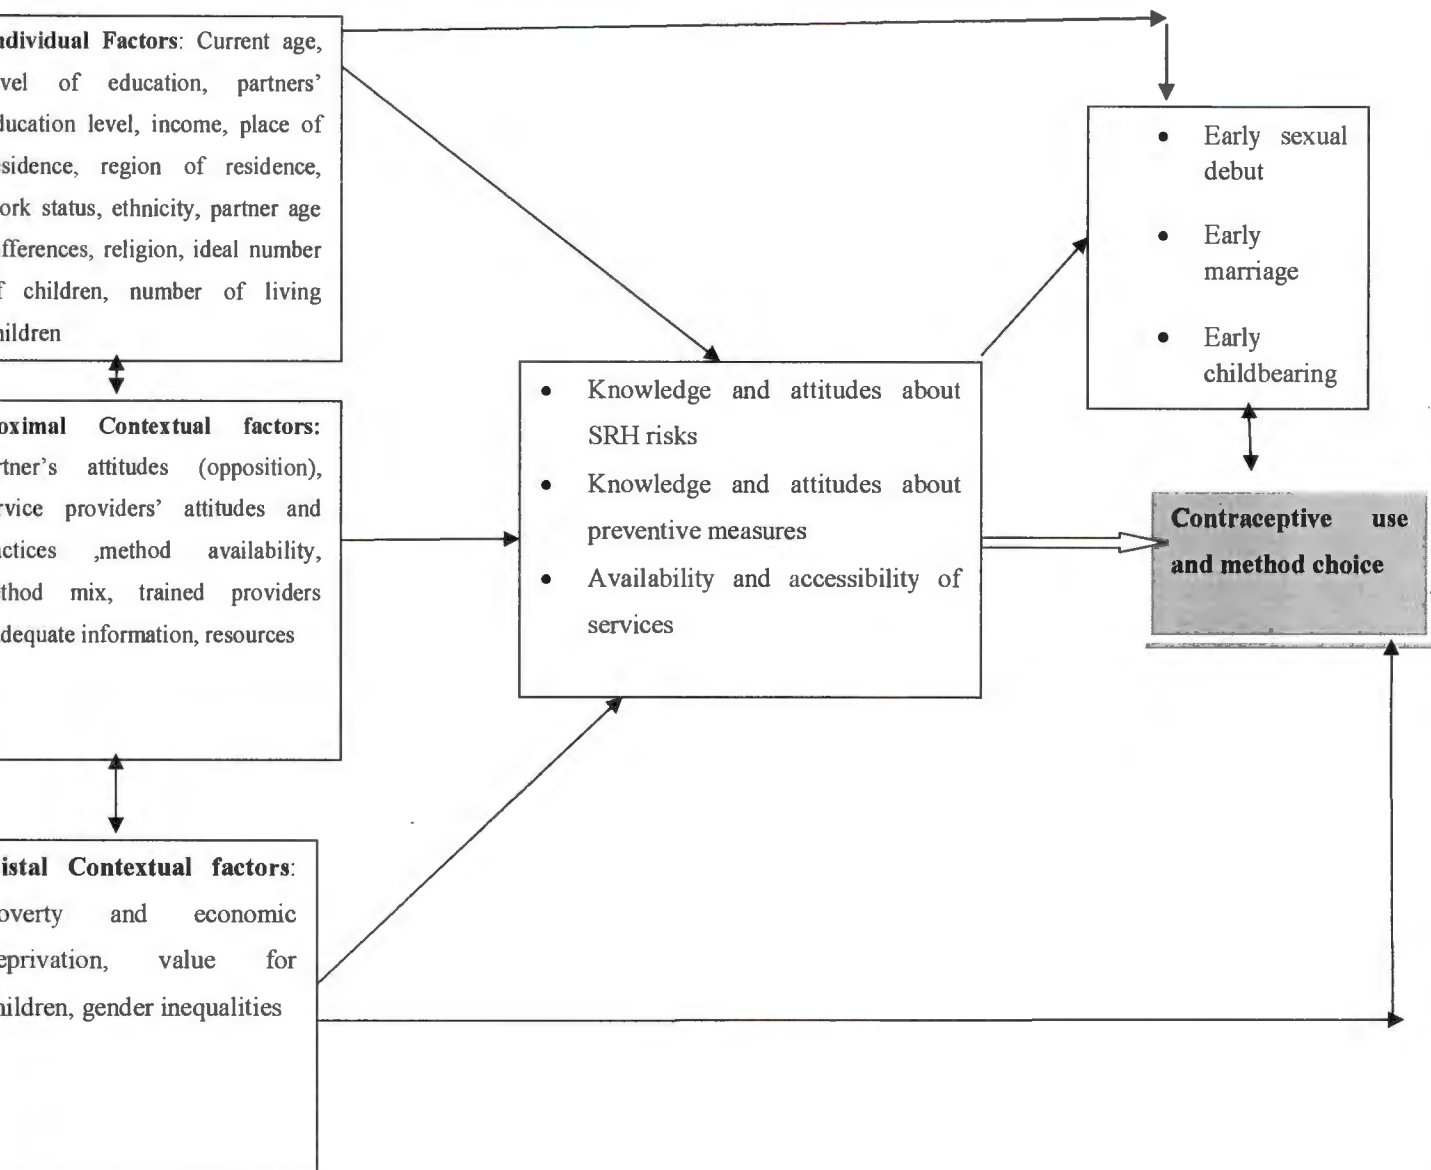 ndividual Factors: Current age,
vel of education, partners'
ducation level, income, place of
esidence, region of residence,
ork status, ethnicity, partner age
fferences, religion, ideal number
f children, number of living
hildren
oximal Contextual factors:
rtner's attitudes (opposition),
rvice providers' attitudes and
actices ,method availability,
ethod mix, trained providers
dequate information, resources
istal Contextual factors:
overty and economic
eprivation, value for
hildren, gender inequalities
• Knowledge and attitudes about
SRH risks
• Knowledge and attitudes about
preventive measures
• Availability and accessibility of
services
• Early sexual
debut
• Early
marriage
• Early
childbearing
Contraceptive use
and method choice